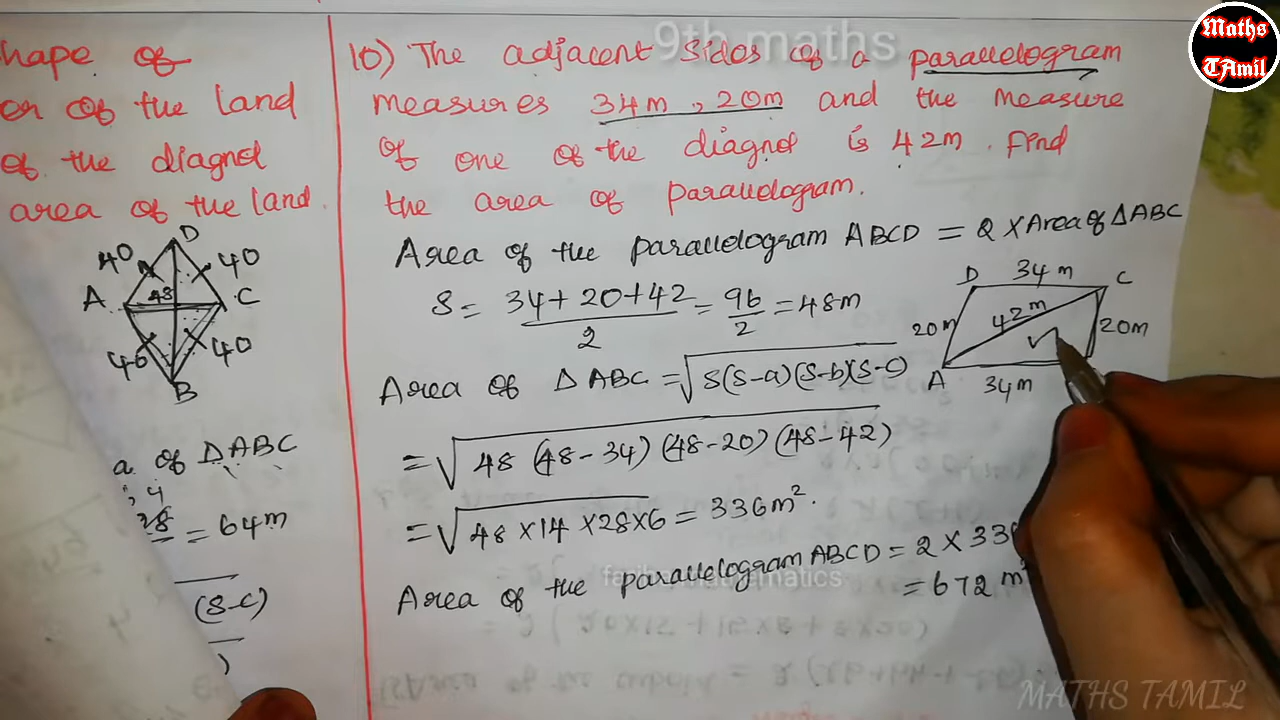 hape of
er of the land
of the diagnol
area of the land.
D
40
40
A
48
C
40
40
B
a of ΔABC
= 64m
(S-C)
)
9th maths
10) The adjacent sides of a parallelogram
measures 34m, 20m and the measure
of one of the diagnol is 42m. Find
the area of parallelogram.
Area of the parallelogram ABCD = 2 X Area of ΔABC
S = 34+20+42/2 = 96/2 = 48m
Area of Δ ABC = √S(S-a)(S-b)(S-c)
= √48 (48-34) (48-20) (48-42)
= √48×14×28×6 = 336m².
Area of the parallelogram ABCD = 2 × 336
= 672 m²
D
34 m
C
42m
20m
20m
A
34m
mathematics
Maths
TAmil
MATHS TAMIL